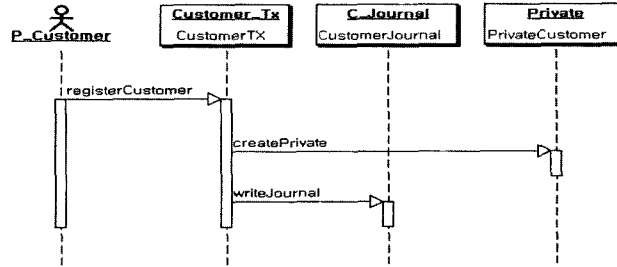 P_Customer
Customer_Tx
CustomerTX
C_Journal
CustomerJournal
Private
PrivateCustomer
registerCustomer
createPrivate
writeJournal